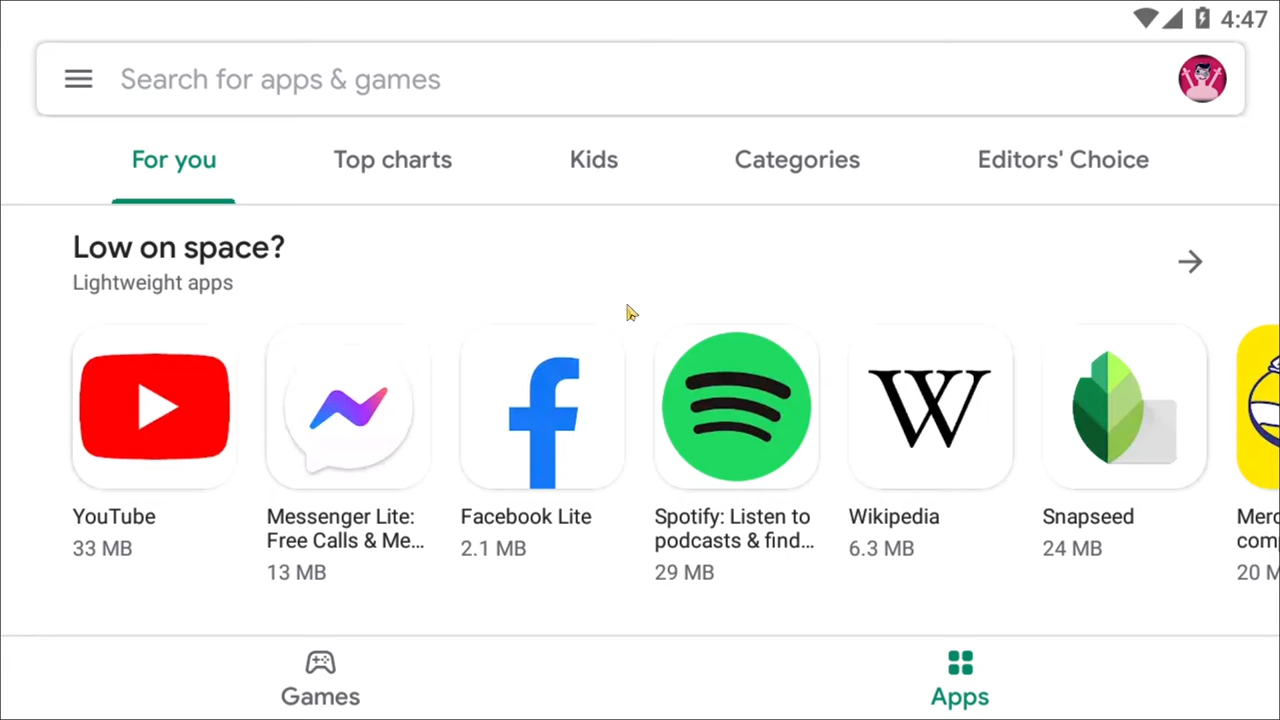 4:47
Search for apps & games
For you
Top charts
Kids
Categories
Editors' Choice
Low on space?
Lightweight apps
W
YouTube
33 MB
Messenger Lite:
Free Calls & Me...
13 MB
Facebook Lite
2.1 MB
Spotify: Listen to
podcasts & find...
29 MB
Wikipedia
6.3 MB
Snapseed
24 MB
Merc
com
20 M
Games
Apps